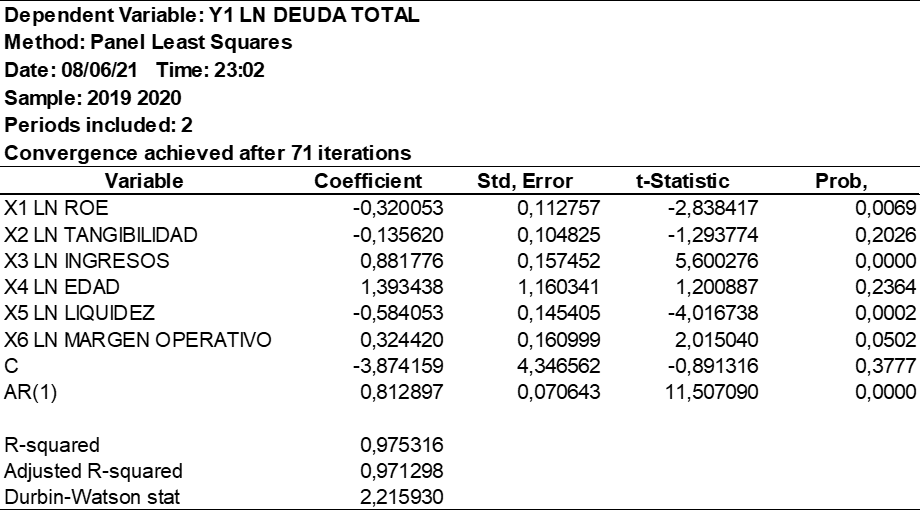 Dependent Variable: Y1 LN DEUDA TOTAL
Method: Panel Least Squares
Date: 08/06/21 Time: 23:02
Sample: 2019 2020
Periods included: 2
Convergence achieved after 71 iterations
Variable Coefficient Std, Error t-Statistic Prob,
X1 LN ROE -0,320053 0,112757 -2,838417 0,0069
X2 LN TANGIBILIDAD -0,135620 0,104825 -1,293774 0,2026
X3 LN INGRESOS 0,881776 0,157452 5,600276 0,0000
X4 LN EDAD 1,393438 1,160341 1,200887 0,2364
X5 LN LIQUIDEZ -0,584053 0,145405 -4,016738 0,0002
X6 LN MARGEN OPERATIVO 0,324420 0,160999 2,015040 0,0502
C -3,874159 4,346562 -0,891316 0,3777
AR(1) 0,812897 0,070643 11,507090 0,0000
R-squared 0,975316
Adjusted R-squared 0,971298
Durbin-Watson stat 2,215930